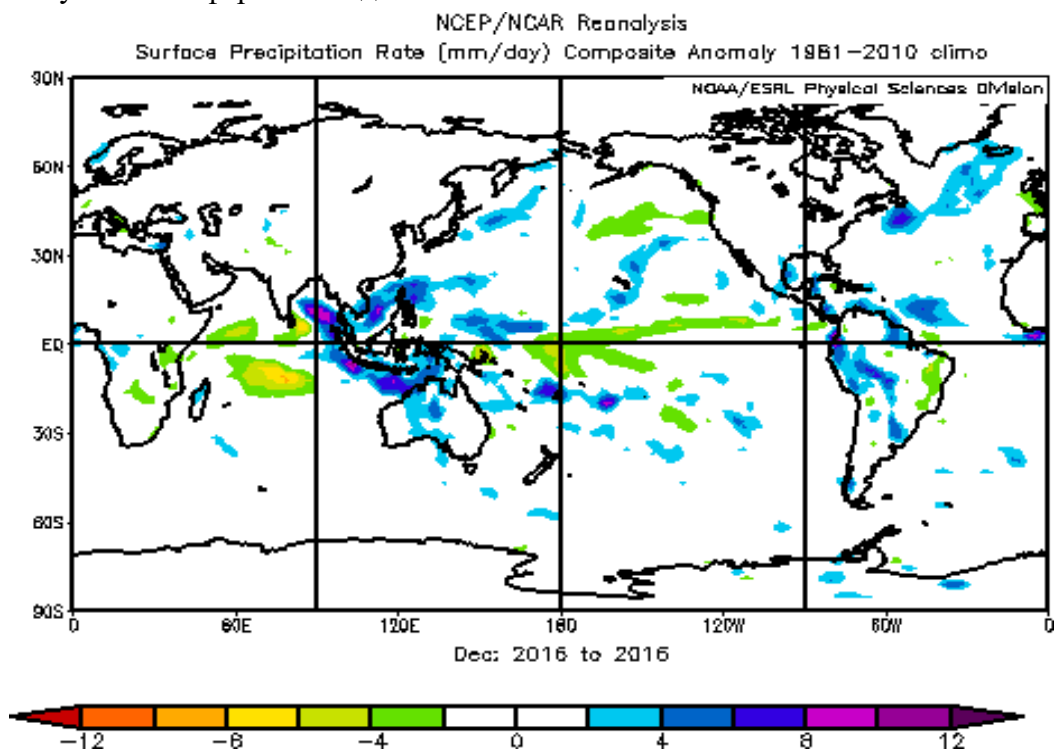 NCEP/NCAR Reanalysis
Surface Precipitation Rate (mm/day) Composite Anomaly 1981-2010 climo
NOAA/ESRL Physical Sciences Division
90N
60N
30N
EQ
30S
60S
90S
0 60E 120E 180 120W 60W 0
Dec: 2016 to 2016
-12 -8 -4 0 4 8 12